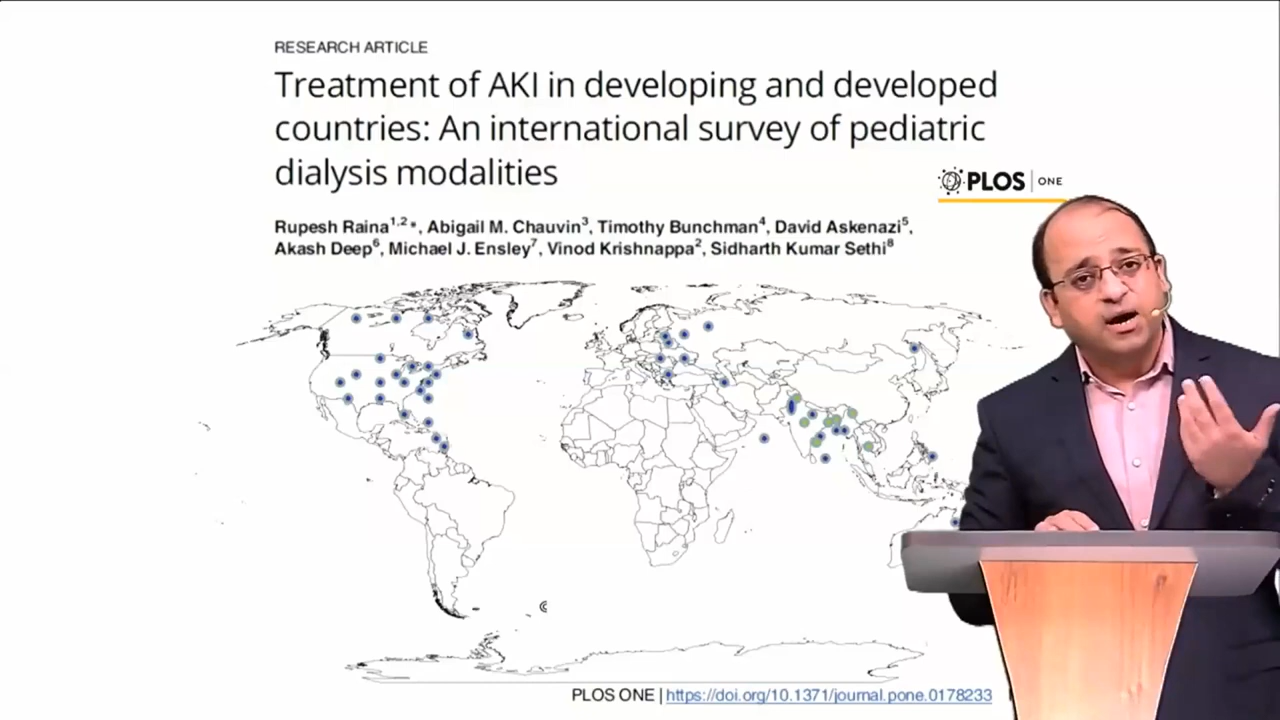 RESEARCH ARTICLE
Treatment of AKI in developing and developed
countries: An international survey of pediatric
dialysis modalities
PLOS ONE
Rupesh Raina1,2*, Abigail M. Chauvin3, Timothy Bunchman4, David Askenazi5,
Akash Deep6, Michael J. Ensley7, Vinod Krishnappa2, Sidharth Kumar Sethi8
PLOS ONE | https://doi.org/10.1371/journal.pone.0178233